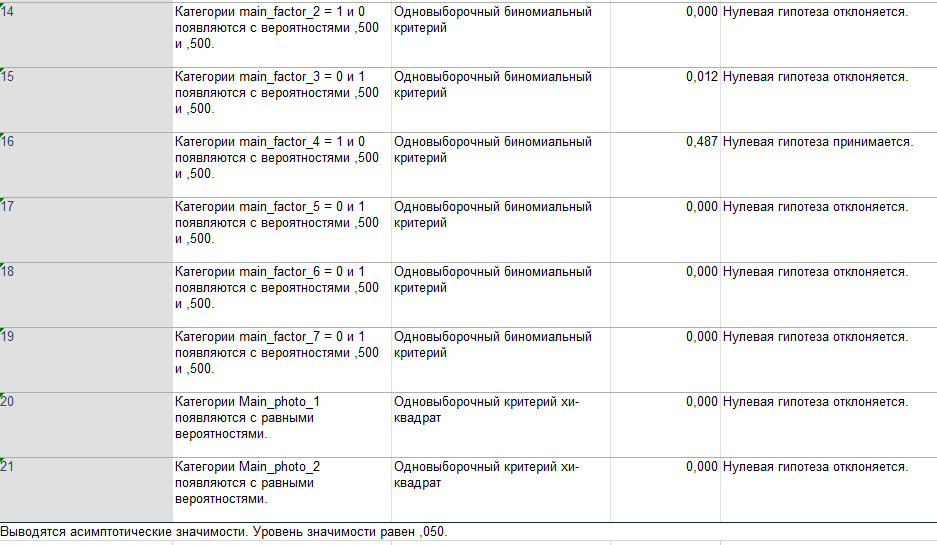 14 Категории main_factor_2 = 1 и 0 Одновыборочный биномиальный 0,000 Нулевая гипотеза отклоняется.
появляются с вероятностями ,500 критерий
и ,500.
15 Категории main_factor_3 = 0 и 1 Одновыборочный биномиальный 0,012 Нулевая гипотеза отклоняется.
появляются с вероятностями ,500 критерий
и ,500.
16 Категории main_factor_4 = 1 и 0 Одновыборочный биномиальный 0,487 Нулевая гипотеза принимается.
появляются с вероятностями ,500 критерий
и ,500.
17 Категории main_factor_5 = 0 и 1 Одновыборочный биномиальный 0,000 Нулевая гипотеза отклоняется.
появляются с вероятностями ,500 критерий
и ,500.
18 Категории main_factor_6 = 0 и 1 Одновыборочный биномиальный 0,000 Нулевая гипотеза отклоняется.
появляются с вероятностями ,500 критерий
и ,500.
19 Категории main_factor_7 = 0 и 1 Одновыборочный биномиальный 0,000 Нулевая гипотеза отклоняется.
появляются с вероятностями ,500 критерий
и ,500.
20 Категории Main_photo_1 Одновыборочный критерий хи- 0,000 Нулевая гипотеза отклоняется.
появляются с равными квадрат
вероятностями.
21 Категории Main_photo_2 Одновыборочный критерий хи- 0,000 Нулевая гипотеза отклоняется.
появляются с равными квадрат
вероятностями.
Выводятся асимптотические значимости. Уровень значимости равен ,050.